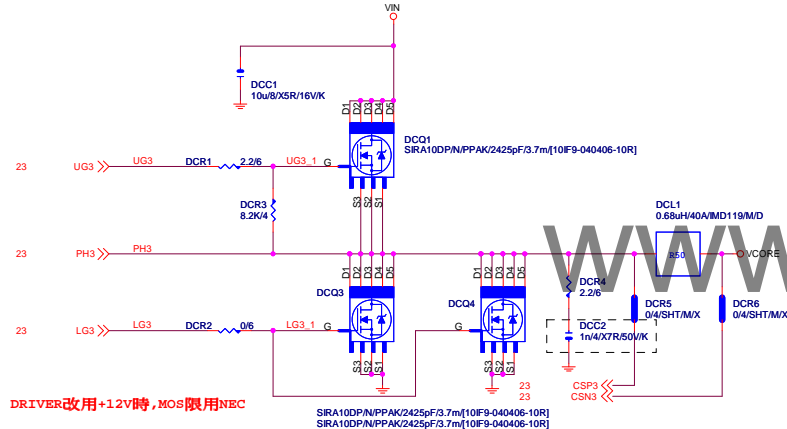 VIN
DCC1
10u/8/X5R/16V/K
D1 D2 D3 D4 D5
DCQ1
SIRA10DP/N/PPAK/2425pF/3.7m/[10IF9-040406-10R]
23 UG3 UG3 DCR1 2.2/6 UG3_1 G
S3 S2 S1
DCR3
8.2K/4
DCL1
0.68uH/40A/IMD119/M/D
WWW
23 PH3 PH3
R50
VCORE
D1 D2 D3 D4 D5
D1 D2 D3 D4 D5
DCQ3
DCQ4
DCR4
2.2/6
DCR5
0/4/SHT/M/X
DCR6
0/4/SHT/M/X
23 LG3 LG3 DCR2 0/6 LG3_1 G
G
DCC2
1n/4/X7R/50V/K
S3 S2 S1
S3 S2 S1
23 CSP3
23 CSN3
DRIVER改用+12V時,MOS限用NEC
SIRA10DP/N/PPAK/2425pF/3.7m/[10IF9-040406-10R]
SIRA10DP/N/PPAK/2425pF/3.7m/[10IF9-040406-10R]